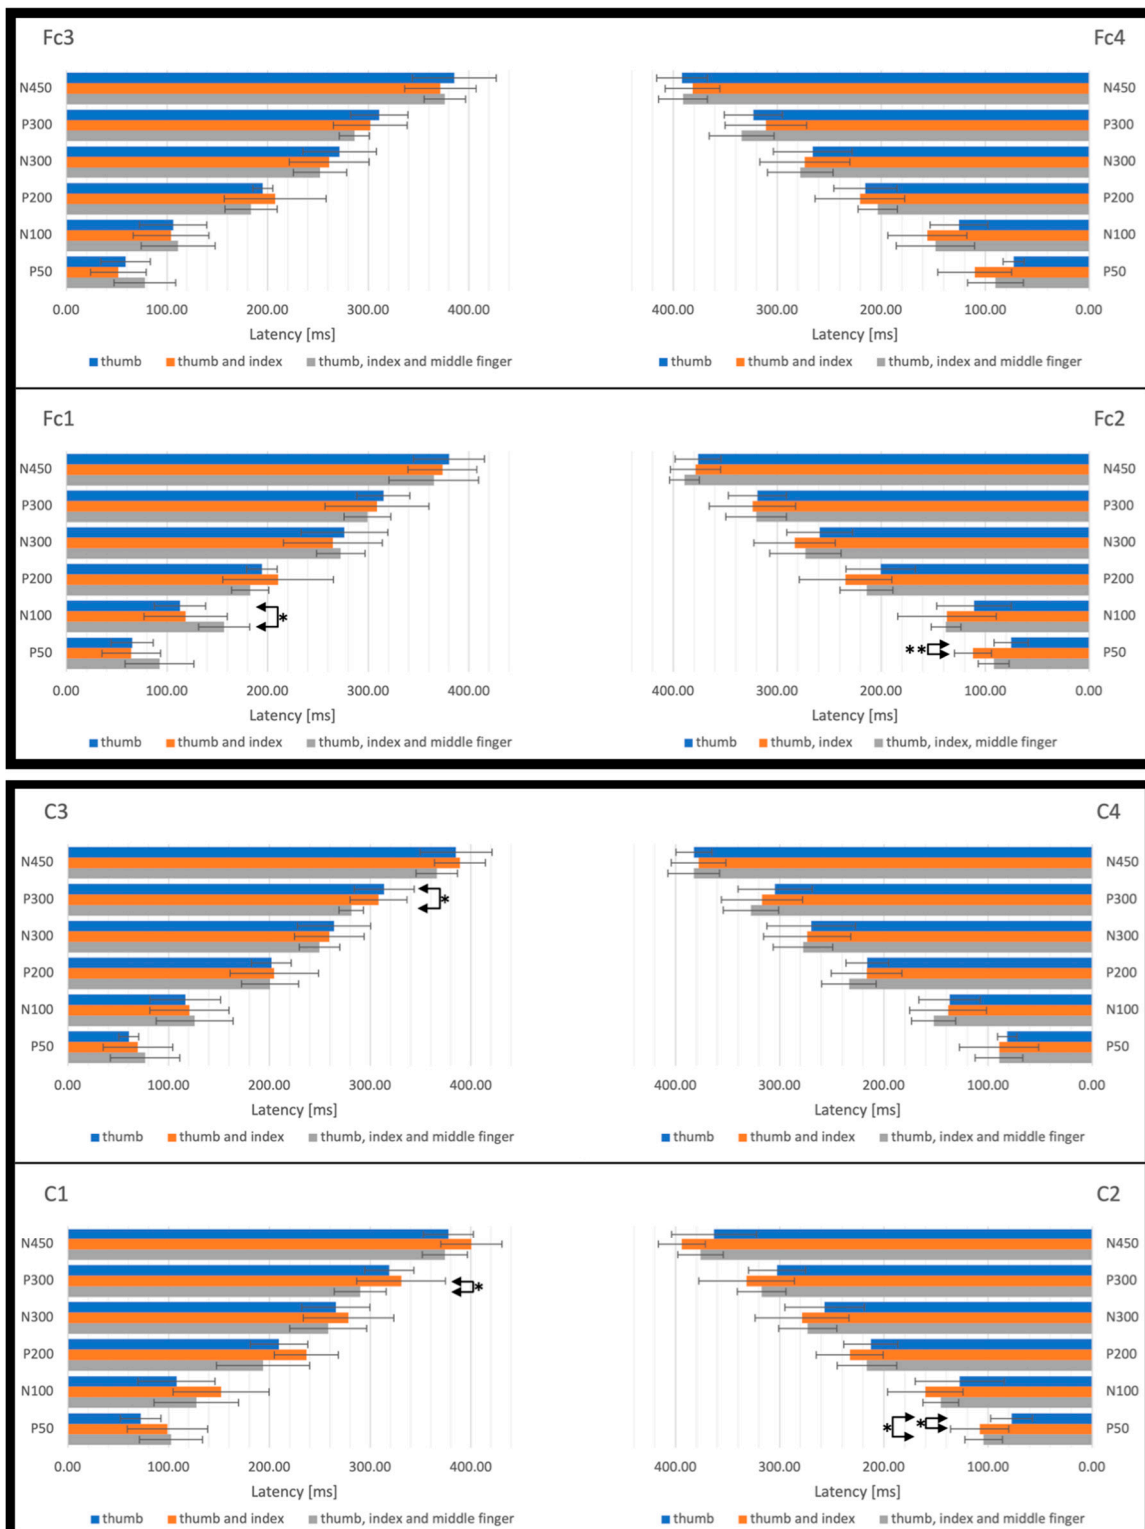 Fc3 Fc4
N450 N450
P300 P300
N300 N300
P200 P200
N100 N100
P50 P50
0.00 100.00 200.00 300.00 400.00 400.00 300.00 200.00 100.00 0.00
Latency [ms] Latency [ms]
thumb thumb and index thumb, index and middle finger thumb thumb and index thumb, index and middle finger
Fc1 Fc2
N450 N450
P300 P300
N300 N300
P200 P200
N100 * N100
P50 ** P50
0.00 100.00 200.00 300.00 400.00 400.00 300.00 200.00 100.00 0.00
Latency [ms] Latency [ms]
thumb thumb and index thumb, index and middle finger thumb thumb, index thumb, index, middle finger
C3 C4
N450 N450
P300 * P300
N300 N300
P200 P200
N100 N100
P50 P50
0.00 100.00 200.00 300.00 400.00 400.00 300.00 200.00 100.00 0.00
Latency [ms] Latency [ms]
thumb thumb and index thumb, index and middle finger thumb thumb and index thumb, index and middle finger
C1 C2
N450 N450
P300 * P300
N300 N300
P200 P200
N100 N100
P50 * * P50
0.00 100.00 200.00 300.00 400.00 400.00 300.00 200.00 100.00 0.00
Latency [ms] Latency [ms]
thumb thumb and index thumb, index and middle finger thumb thumb and index thumb, index and middle finger